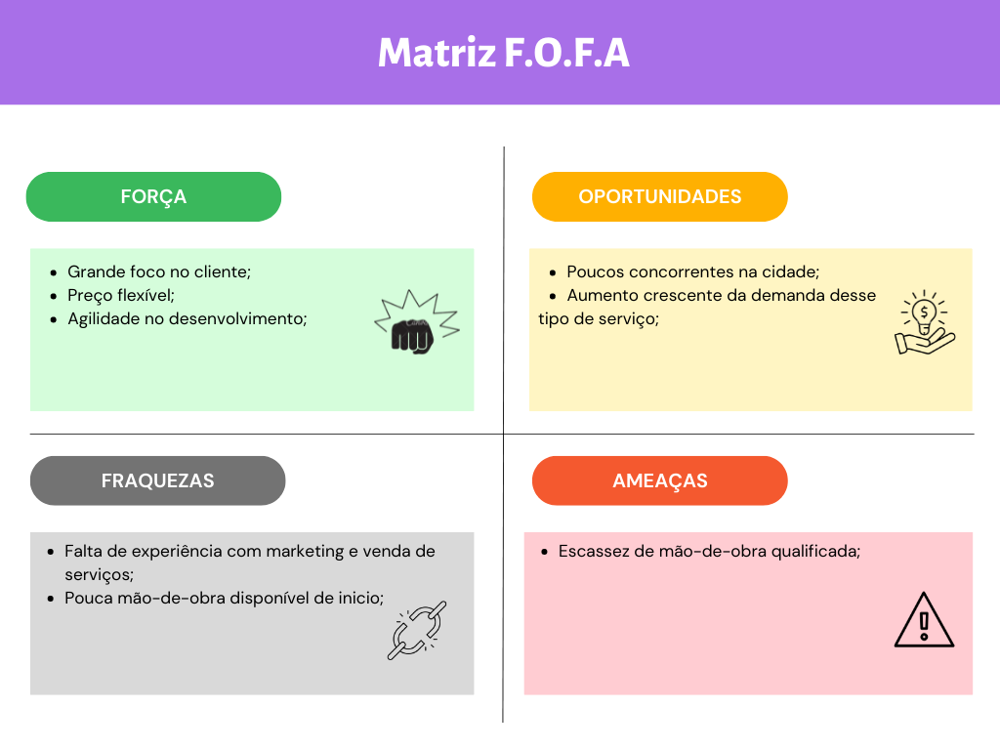 Matriz F.O.F.A
FORÇA
• Grande foco no cliente;
• Preço flexível;
• Agilidade no desenvolvimento;
OPORTUNIDADES
• Poucos concorrentes na cidade;
• Aumento crescente da demanda desse
tipo de serviço;
$
FRAQUEZAS
• Falta de experiência com marketing e venda de
serviços;
• Pouca mão-de-obra disponível de inicio;
AMEAÇAS
• Escassez de mão-de-obra qualificada;